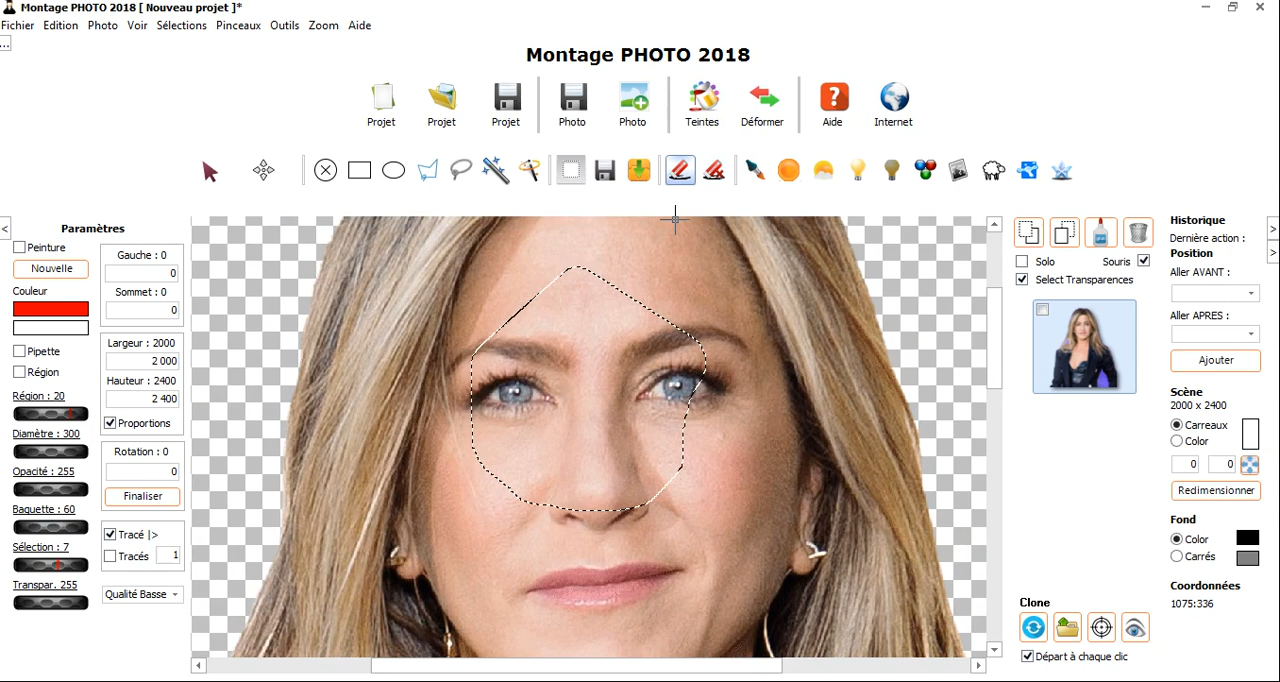 Montage PHOTO 2018 [ Nouveau projet ]*
Fichier Edition Photo Voir Sélections Pinceaux Outils Zoom Aide
...
Montage PHOTO 2018
Projet Projet Projet Photo Photo Teintes Déformer Aide Internet
<
Paramètres
Peinture
Nouvelle
Couleur
Pipette
Région
Région : 20
Diamètre : 300
Opacité : 255
Baguette : 60
Sélection : 7
Transpar. 255
Gauche : 0
0
Sommet : 0
0
Largeur : 2000
2 000
Hauteur : 2400
2 400
Proportions
Rotation : 0
0
Finaliser
Tracé |>
Tracés 1
Qualité Basse
Solo Souris
Select Transparences
Clone
Départ à chaque clic
Historique
Dernière action :
Position
Aller AVANT :
Aller APRES :
Ajouter
Scène
2000 x 2400
Carreaux
Color
0 0
Redimensionner
Fond
Color
Carrés
Coordonnées
1075:336
>
>